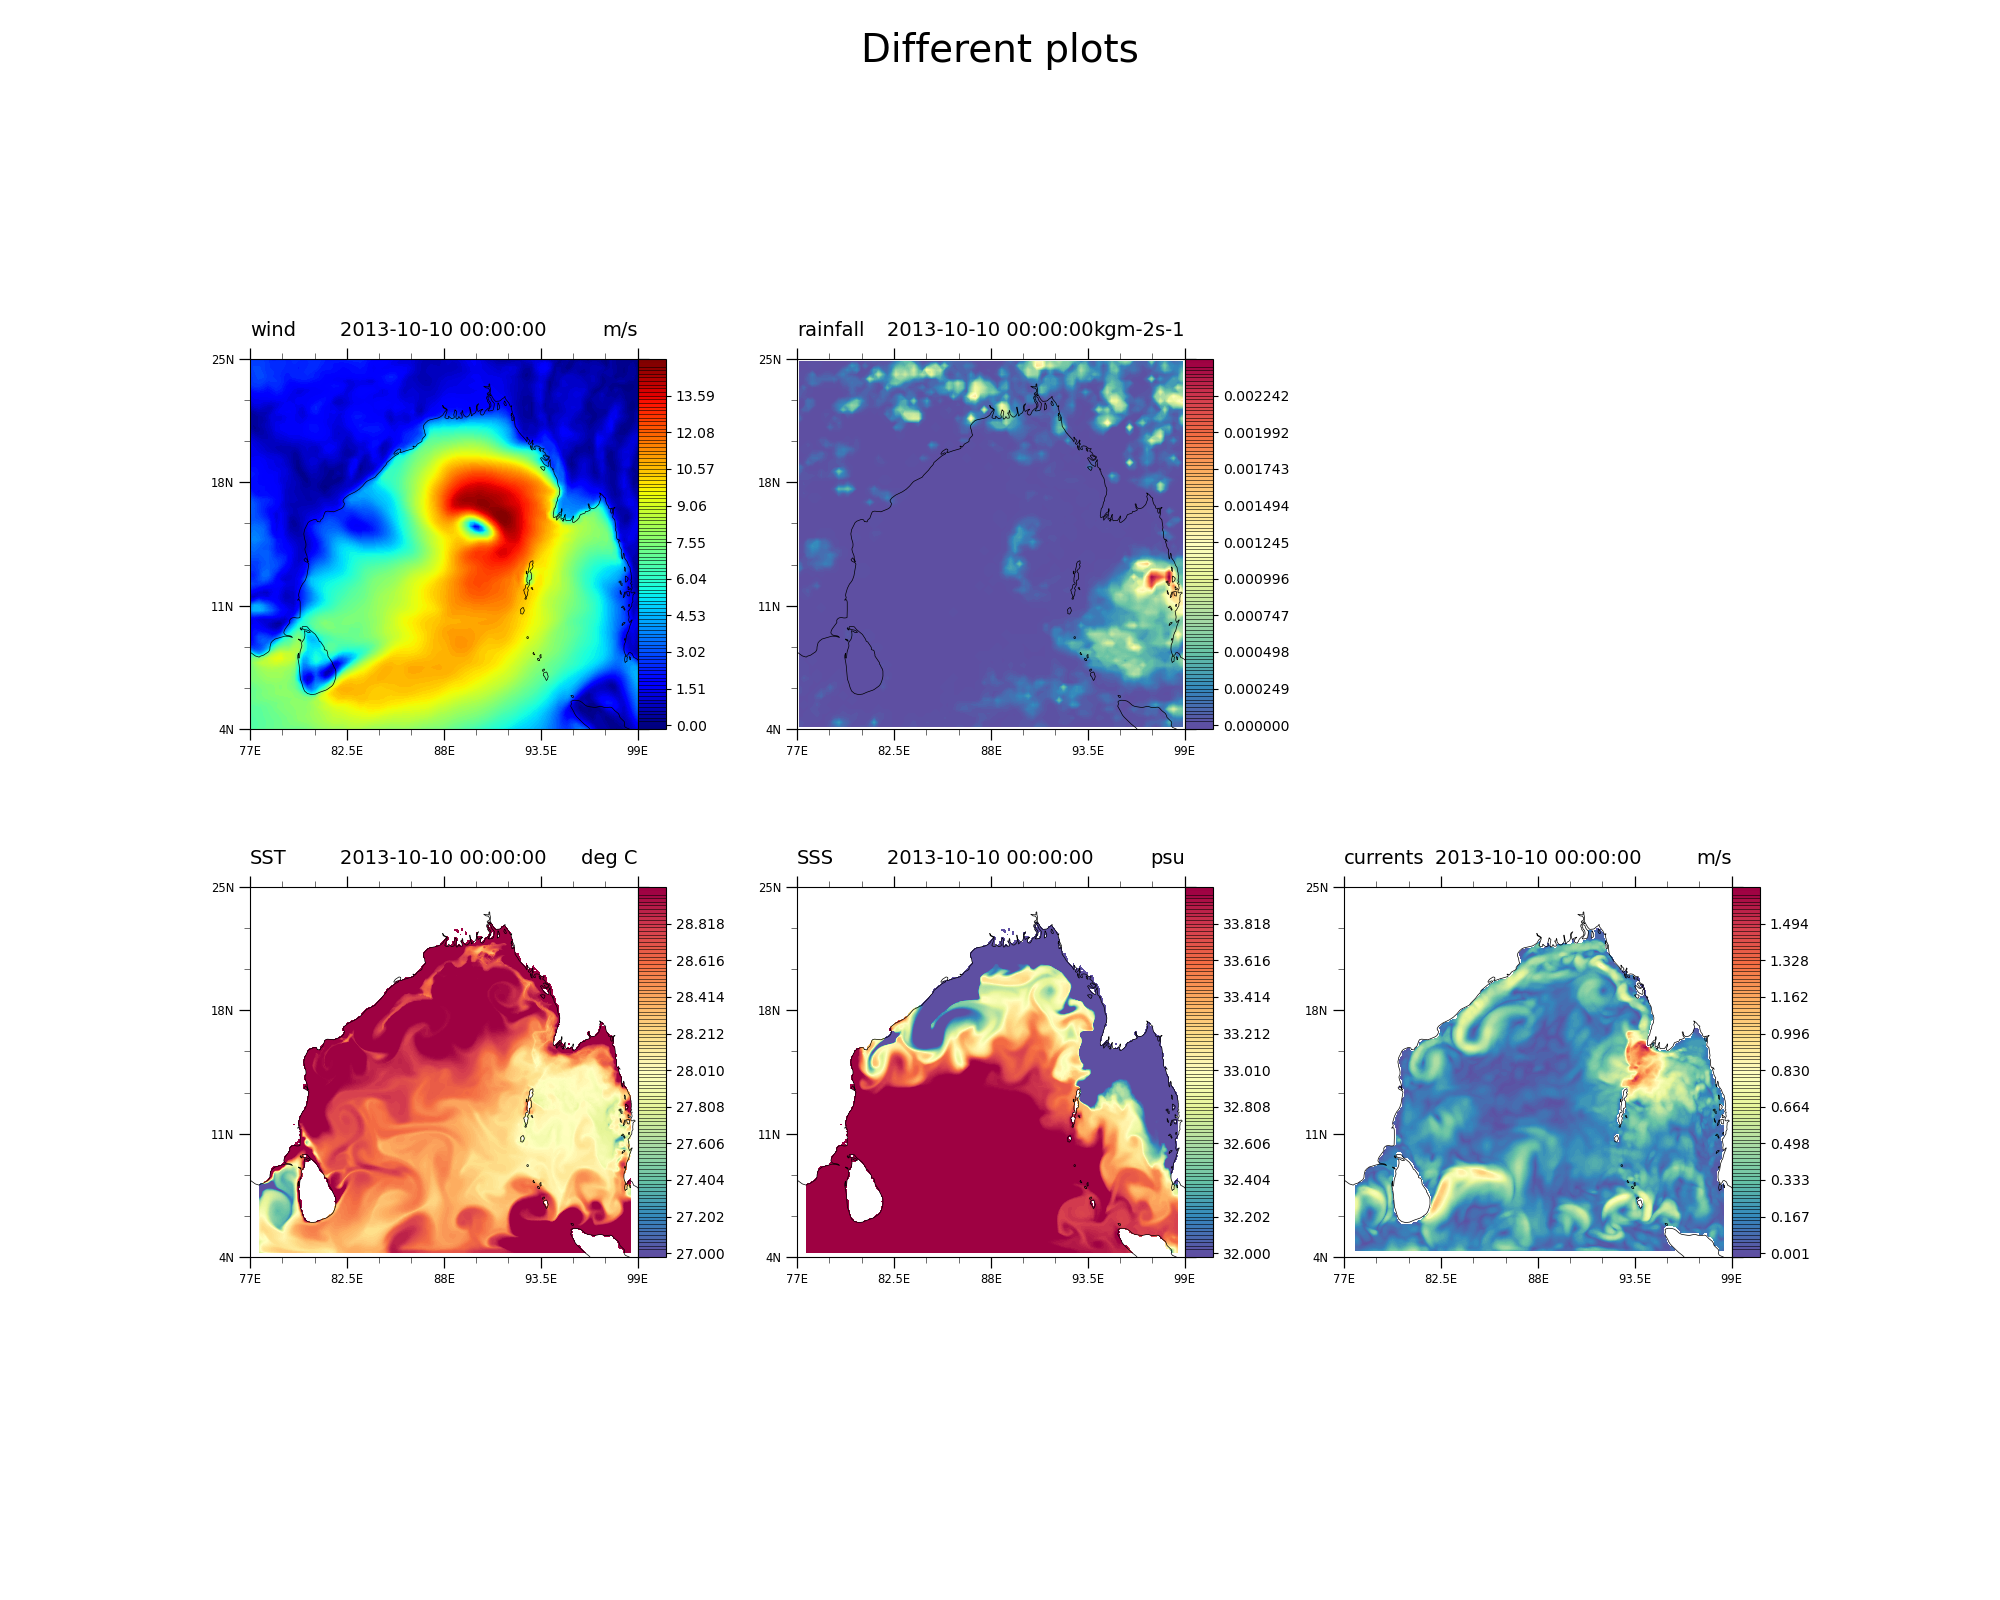 Different plots
wind 2013-10-10 00:00:00 m/s
25N
18N
11N
4N
77E 82.5E 88E 93.5E 99E
13.59
12.08
10.57
9.06
7.55
6.04
4.53
3.02
1.51
0.00
rainfall 2013-10-10 00:00:00 kgm-2s-1
25N
18N
11N
4N
77E 82.5E 88E 93.5E 99E
0.002242
0.001992
0.001743
0.001494
0.001245
0.000996
0.000747
0.000498
0.000249
0.000000
SST 2013-10-10 00:00:00 deg C
25N
18N
11N
4N
77E 82.5E 88E 93.5E 99E
28.818
28.616
28.414
28.212
28.010
27.808
27.606
27.404
27.202
27.000
SSS 2013-10-10 00:00:00 psu
25N
18N
11N
4N
77E 82.5E 88E 93.5E 99E
33.818
33.616
33.414
33.212
33.010
32.808
32.606
32.404
32.202
32.000
currents 2013-10-10 00:00:00 m/s
25N
18N
11N
4N
77E 82.5E 88E 93.5E 99E
1.494
1.328
1.162
0.996
0.830
0.664
0.498
0.333
0.167
0.001